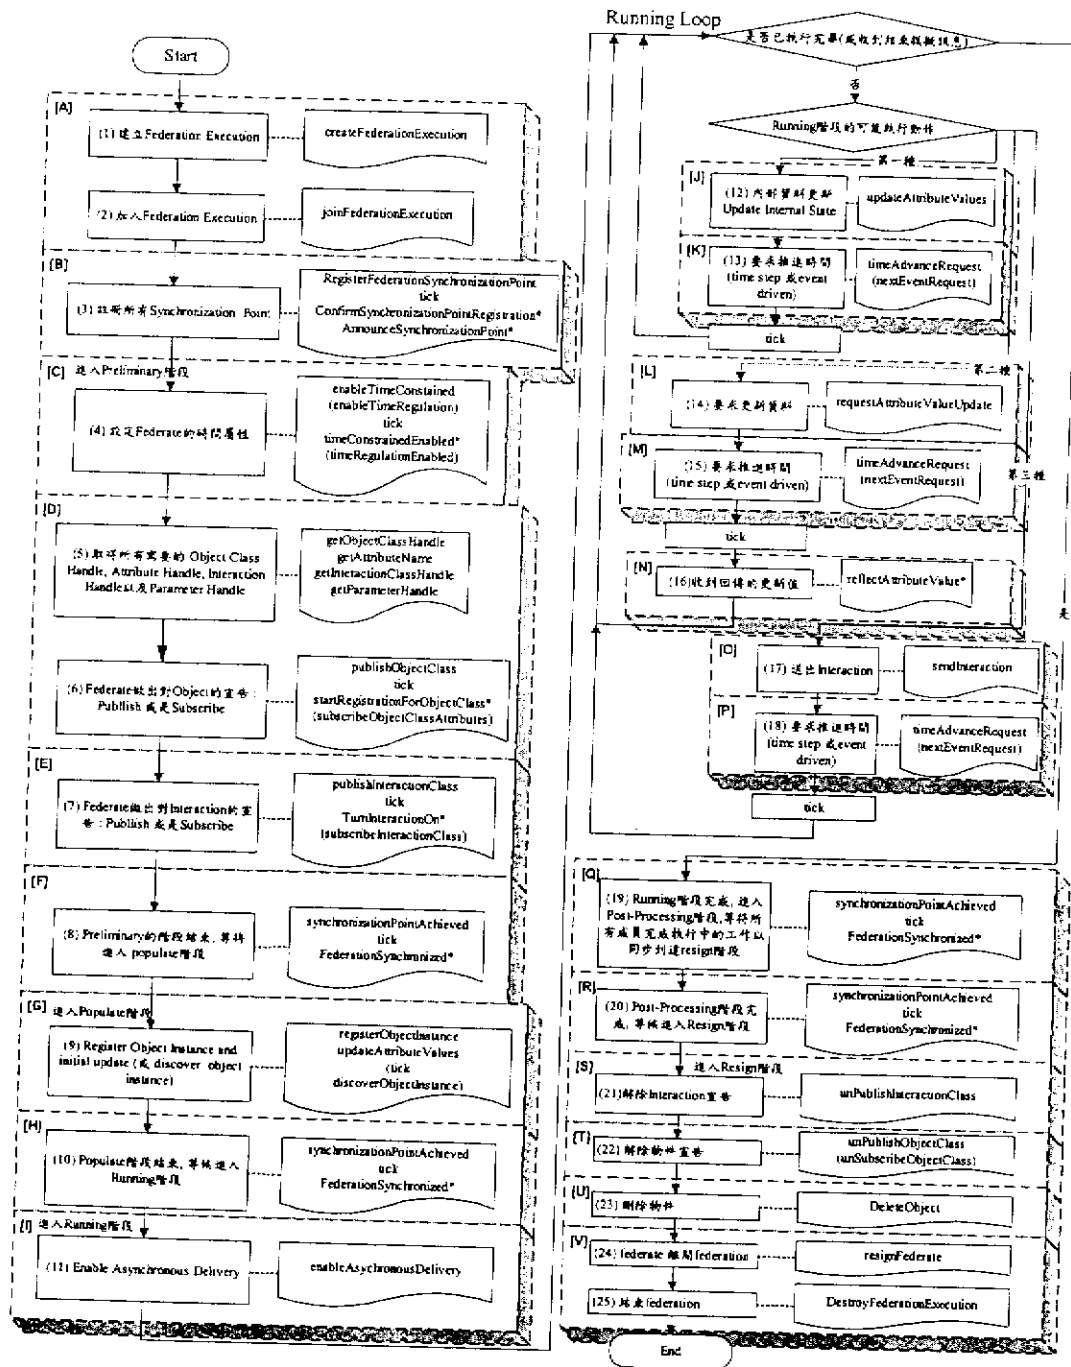 Start
[A]
(1) 建立Federation Execution
createFederationExecution
(2) 加入Federation Execution
joinFederationExecution
[B]
(3) 註冊所有Synchronization Point
RegisterFederationSynchronizationPoint
tick
ConfirmSynchronizationPointRegistration*
AnnounceSynchronizationPoint*
[C] 進入Preliminary階段
(4) 設定Federate的時間屬性
enableTimeConstrained
(enableTimeRegulation)
tick
timeConstrainedEnabled*
(timeRegulationEnabled)
[D]
(5) 取得所有需要的 Object Class
Handle, Attribute Handle, Interaction
Handle以及Parameter Handle
getObjectClassHandle
getAttributeName
getInteractionClassHandle
getParameterHandle
(6) Federate做出對Object的宣告：
Publlish 或是Subscribe
publishObjectClass
tick
startRegistrationForObjectClass*
(subscribeObjectClassAttributes)
[E]
(7) Federate做出對Interaction的宣
告：Publish 或是Subscribe
publishInteractionClass
tick
TurnInteractionOn*
(subscribeInteractionClass)
[F]
(8) Preliminary的階段結束, 等待
進入 populate階段
synchronizationPointAchieved
tick
FederationSynchronized*
[G] 進入Populate階段
(9) Register Object Instance and
initial update (或 discover object
instance)
registerObjectInstance
updateAttributeValues
(tick
discoverObjectInstance)
[H]
(10) Populate階段結束, 等候進入
Running階段
synchronizationPointAchieved
tick
FederationSynchronized*
[I] 進入Running階段
(11) Enable Asynchronous Delivery
enableAsychronousDelivery
Running Loop
是否已執行完畢(或收到結束模擬訊息)
否
Running階段的可能執行動作
第一種
[J]
(12) 內部資料更新
Update Internal State
updateAttributeValues
[K]
(13) 要求推進時間
(time step 或event
driven)
timeAdvanceRequest
(nextEventRequest)
tick
第二種
[L]
(14) 要求更新資料
requestAttributeValueUpdate
[M]
(15) 要求推進時間
(time step 或event driven)
timeAdvanceRequest
(nextEventRequest)
第三種
tick
[N]
(16)收到回傳的更新值
reflectAttributeValue*
是
[O]
(17) 送出Interaction
sendInteraction
[P]
(18) 要求推進時間
(time step 或event
driven)
timeAdvanceRequest
(nextEventRequest)
tick
[Q]
(19) Running階段完成, 進入
Post-Processing階段,等待所
有成員完成執行中的工作以
同步到達resign階段
synchronizationPointAchieved
tick
FederationSynchronized*
[R]
(20) Post-Processing階段完
成, 等候進入Resign階段
synchronizationPointAchieved
tick
FederationSynchronized*
進入Resign階段
[S]
(21)解除Interaction宣告
unPublishInteractionClass
[T]
(22) 解除物件宣告
unPublishObjectClass
(unSubscribeObjectClass)
[U]
(23) 刪除物件
DeleteObject
[V]
(24) federate 離開federation
resignFederate
(25) 結束federation
DestroyFederationExecution
End